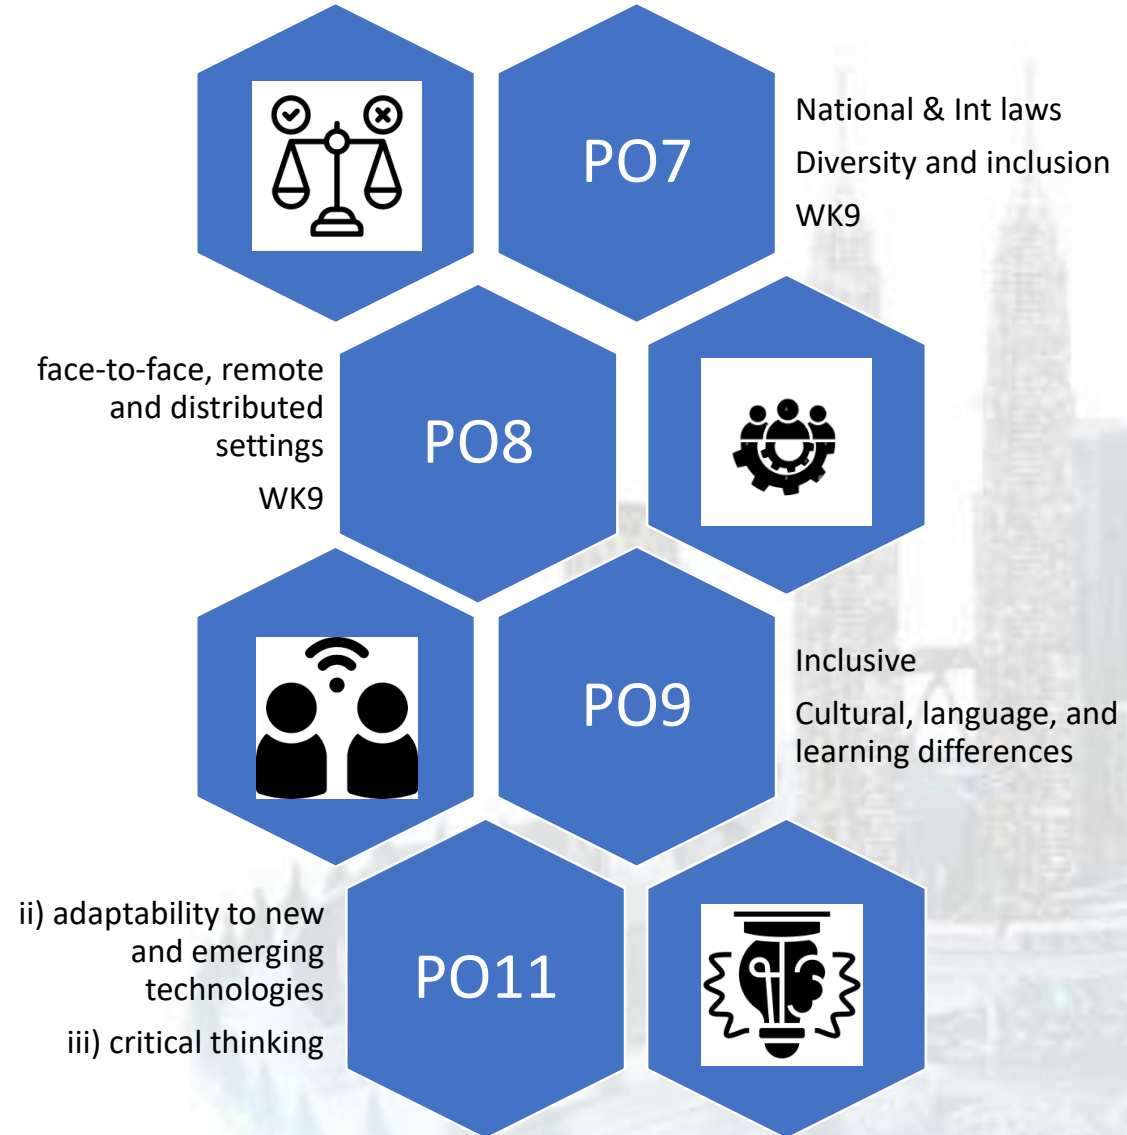 PO7
National & Int laws
Diversity and inclusion
WK9
face-to-face, remote
and distributed
settings
WK9
PO8
PO9
Inclusive
Cultural, language, and
learning differences
ii) adaptability to new
and emerging
technologies
iii) critical thinking
PO11